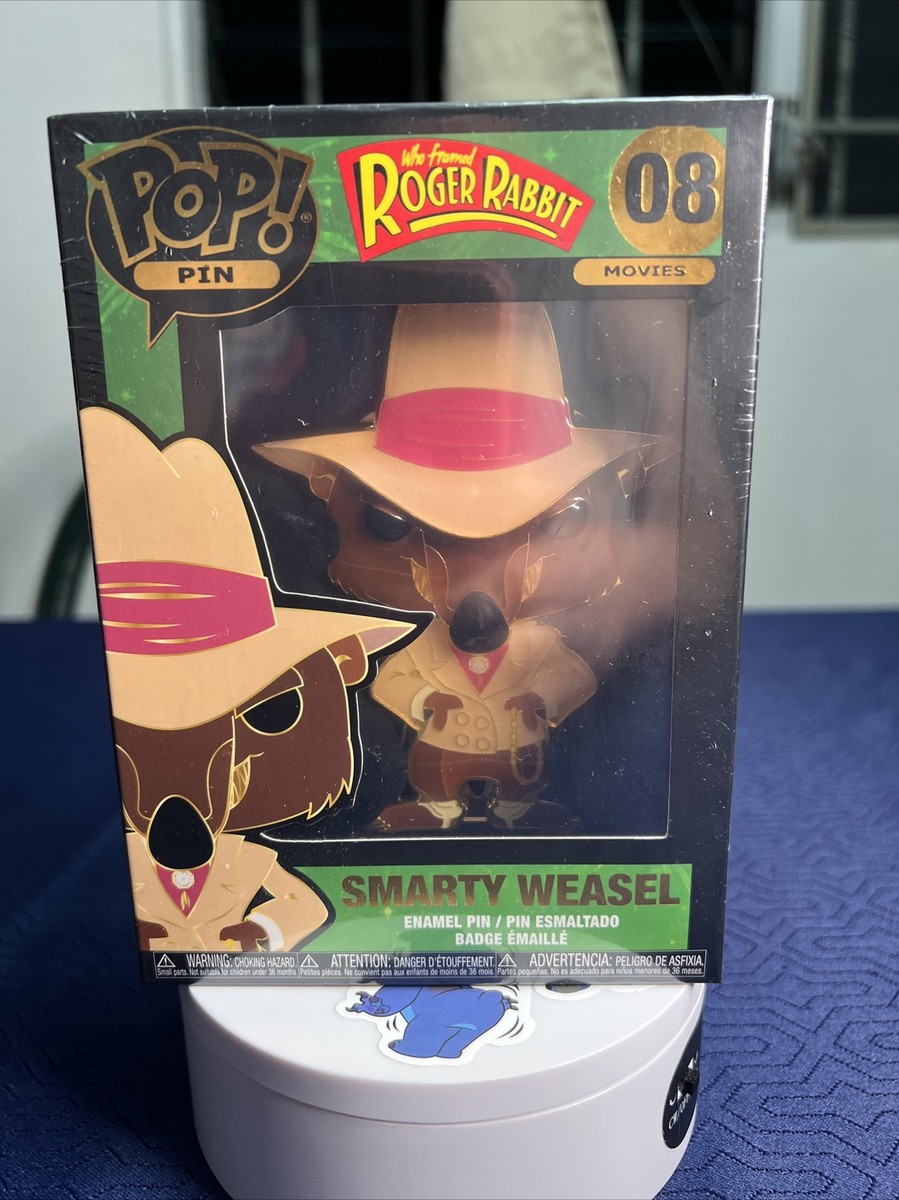 POP!®
PIN
Who Framed
ROGER RABBIT
08
MOVIES
SMARTY WEASEL
ENAMEL PIN / PIN ESMALTADO
BADGE ÉMAILLÉ
WARNING: CHOKING HAZARD.
Small parts. Not suitable for children under 36 months.
ATTENTION: DANGER D'ÉTOUFFEMENT.
Petites pièces. Ne convient pas aux enfants de moins de 36 mois.
ADVERTENCIA: PELIGRO DE ASFIXIA.
Partes pequeñas. No es adecuado para niños menores de 36 meses.